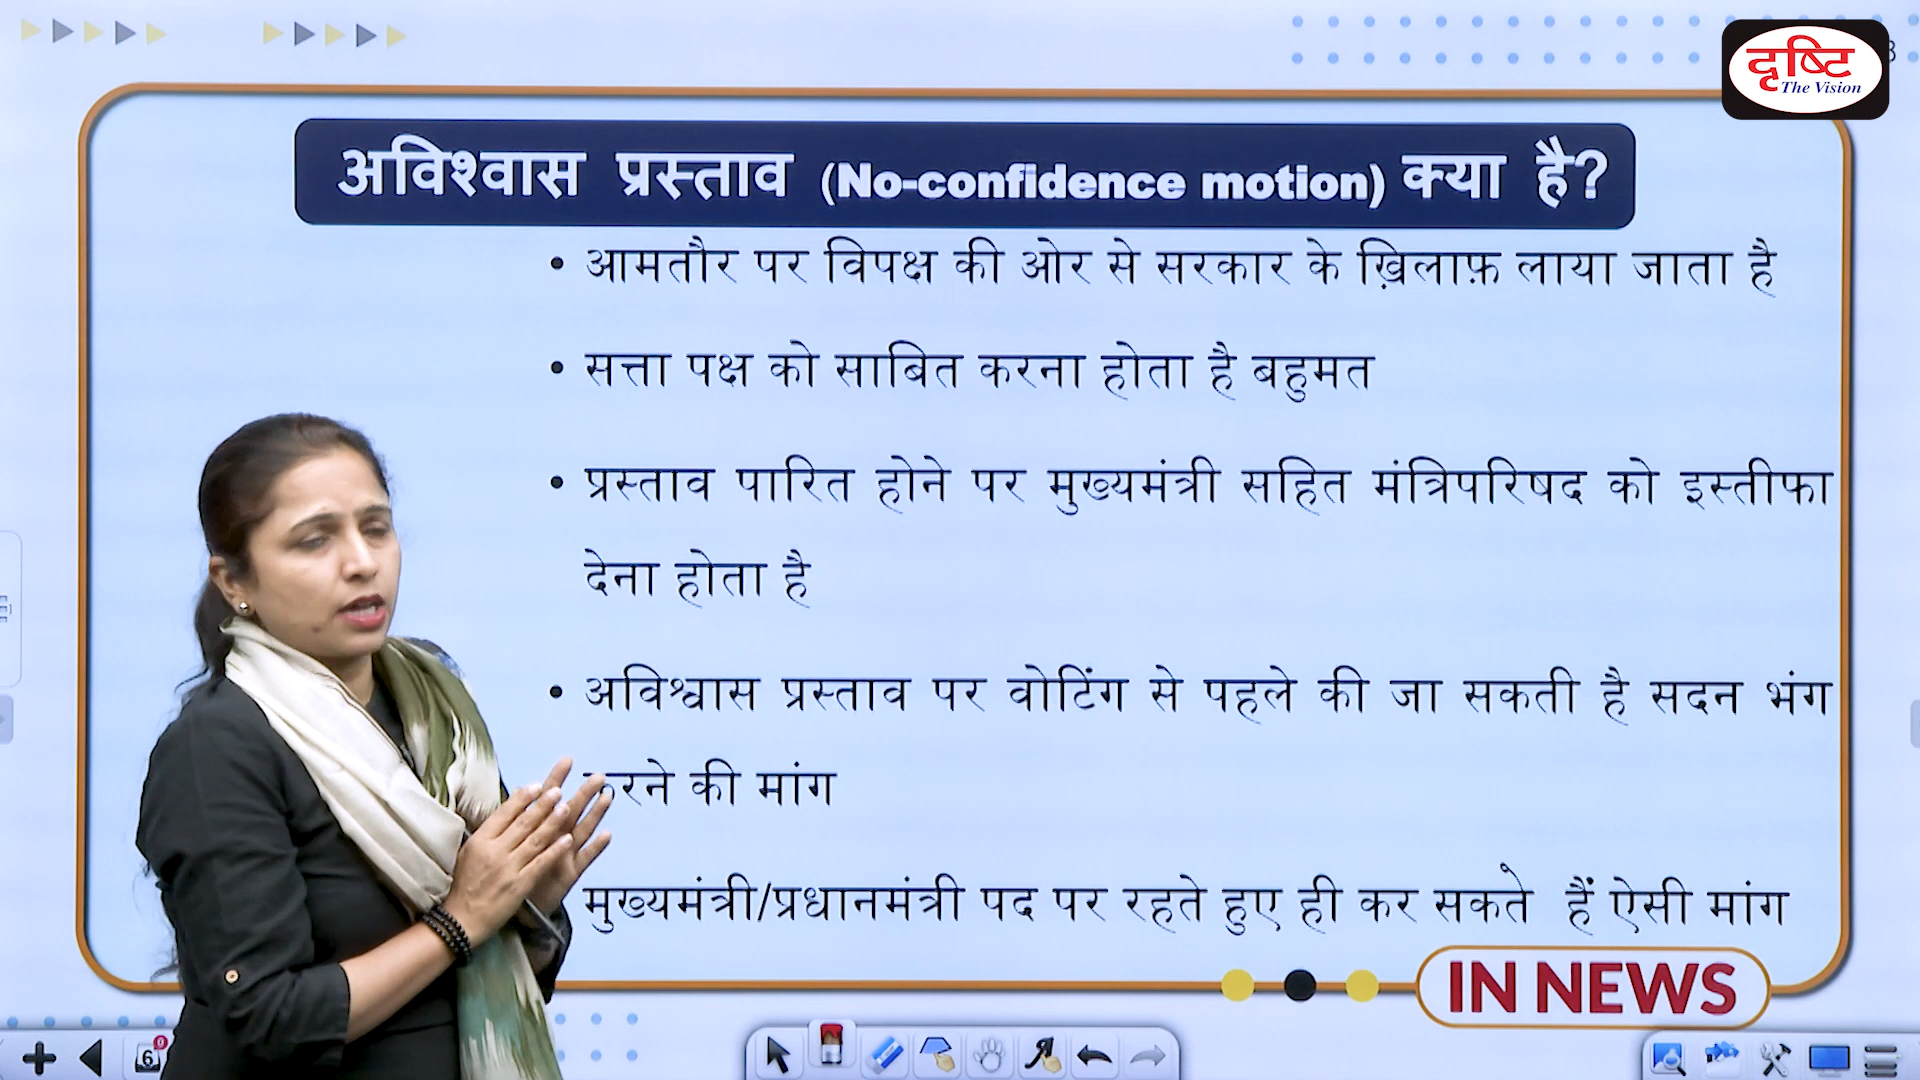 दृष्टि
The Vision
अविश्वास प्रस्ताव (No-confidence motion) क्या है?
• आमतौर पर विपक्ष की ओर से सरकार के ख़िलाफ़ लाया जाता है
• सत्ता पक्ष को साबित करना होता है बहुमत
• प्रस्ताव पारित होने पर मुख्यमंत्री सहित मंत्रिपरिषद को इस्तीफा
देना होता है
• अविश्वास प्रस्ताव पर वोटिंग से पहले की जा सकती है सदन भंग
की मांग
मुख्यमंत्री/प्रधानमंत्री पद पर रहते हुए ही कर सकते हैं ऐसी मांग
IN NEWS
6